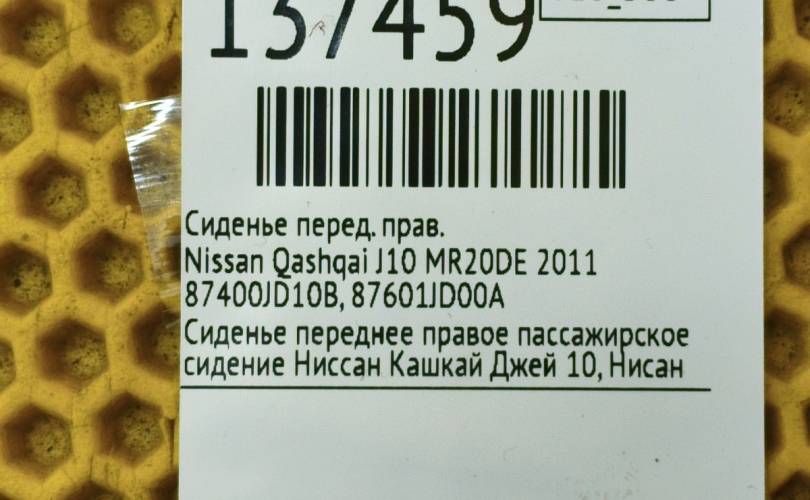 137459
Сиденье перед. прав.
Nissan Qashqai J10 MR20DE 2011
87400JD10B, 87601JD00A
Сиденье переднее правое пассажирское
сидение Ниссан Кашкай Джей 10, Нисан